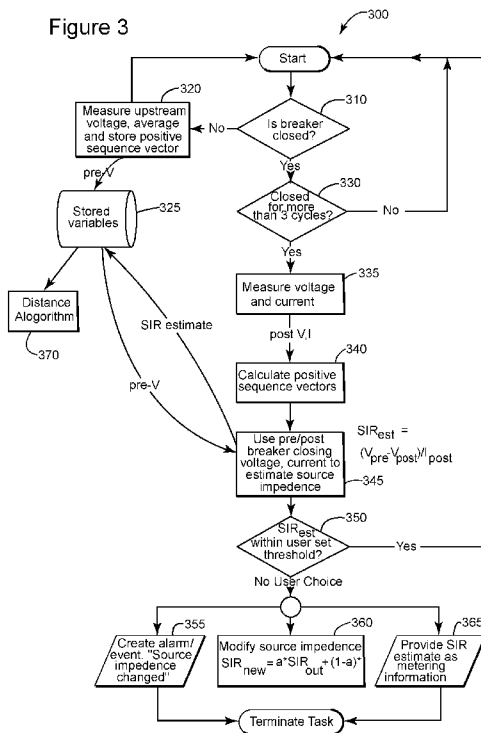 Figure 3
300
Start
320
Measure upstream
voltage, average
and store positive
sequence vector
No
310
Is breaker
closed?
Yes
pre-V
Stored
variables
325
330
Closed
for more
than 3 cycles?
No
Yes
Distance
Alogorithm
370
SIR estimate
pre-V
335
Measure voltage
and current
post V,I
340
Calculate positive
sequence vectors
Use pre/post
breaker closing
voltage, current to
estimate source
impedence
345
SIRest =
(Vpre-Vpost)/Ipost
350
SIRest
within user set
threshold?
Yes
No User Choice
355
Create alarm/
event. "Source
impedence
changed"
360
Modify source impedence
SIRnew = a*SIRout + (1-a)*
365
Provide SIR
estimate as
metering
information
Terminate Task